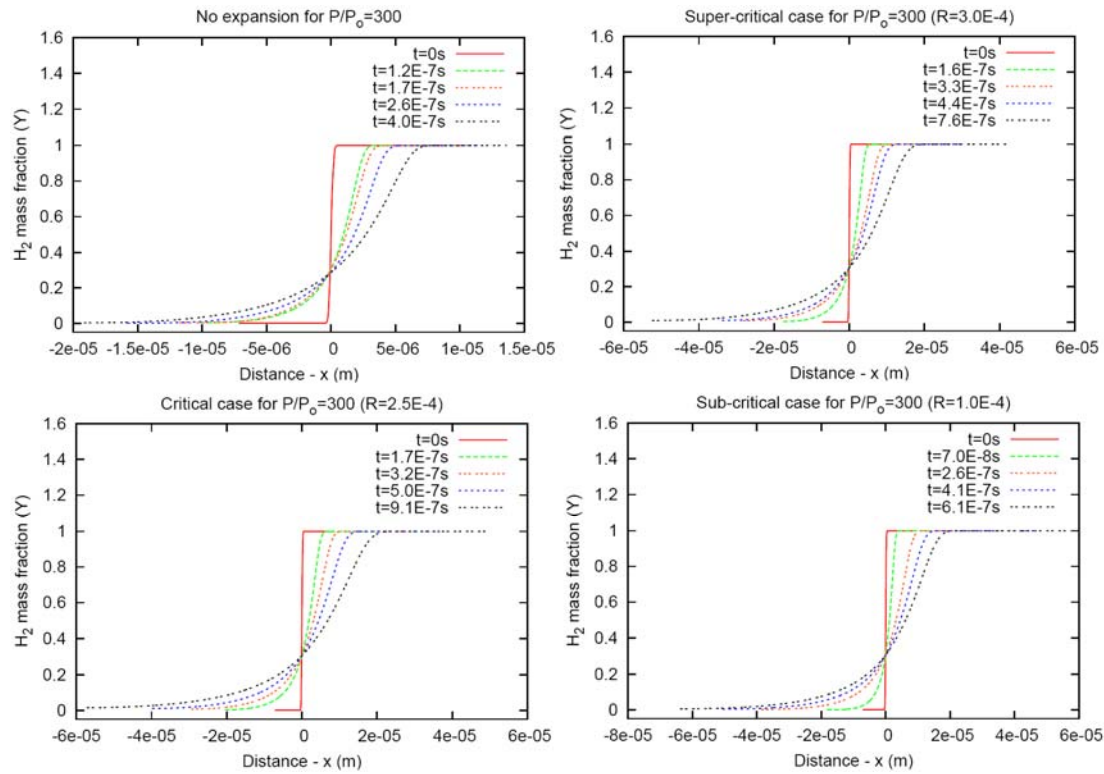 No expansion for P/Pₒ=300
H₂ mass fraction (Y)
1.6
1.4
1.2
1
0.8
0.6
0.4
0.2
0
t=0s
t=1.2E-7s
t=1.7E-7s
t=2.6E-7s
t=4.0E-7s
-2e-05 -1.5e-05 -1e-05 -5e-06 0 5e-06 1e-05 1.5e-05
Distance - x (m)
Super-critical case for P/Pₒ=300 (R=3.0E-4)
H₂ mass fraction (Y)
1.6
1.4
1.2
1
0.8
0.6
0.4
0.2
0
t=0s
t=1.6E-7s
t=3.3E-7s
t=4.4E-7s
t=7.6E-7s
-6e-05 -4e-05 -2e-05 0 2e-05 4e-05 6e-05
Distance - x (m)
Critical case for P/Pₒ=300 (R=2.5E-4)
H₂ mass fraction (Y)
1.6
1.4
1.2
1
0.8
0.6
0.4
0.2
0
t=0s
t=1.7E-7s
t=3.2E-7s
t=5.0E-7s
t=9.1E-7s
-6e-05 -4e-05 -2e-05 0 2e-05 4e-05 6e-05
Distance - x (m)
Sub-critical case for P/Pₒ=300 (R=1.0E-4)
H₂ mass fraction (Y)
1.6
1.4
1.2
1
0.8
0.6
0.4
0.2
0
t=0s
t=7.0E-8s
t=2.6E-7s
t=4.1E-7s
t=6.1E-7s
-8e-05 -6e-05 -4e-05 -2e-05 0 2e-05 4e-05 6e-05
Distance - x (m)